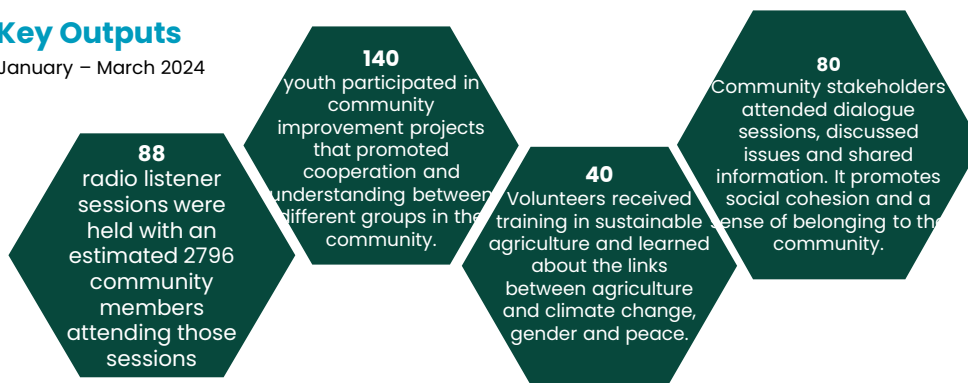 Key Outputs
January – March 2024
88
radio listener
sessions were
held with an
estimated 2796
community
members
attending those
sessions
140
youth participated in
community
improvement projects
that promoted
cooperation and
understanding between
different groups in the
community.
40
Volunteers received
training in sustainable
agriculture and learned
about the links
between agriculture
and climate change,
gender and peace.
80
Community stakeholders
attended dialogue
sessions, discussed
issues and shared
information. It promotes
social cohesion and a
sense of belonging to the
community.